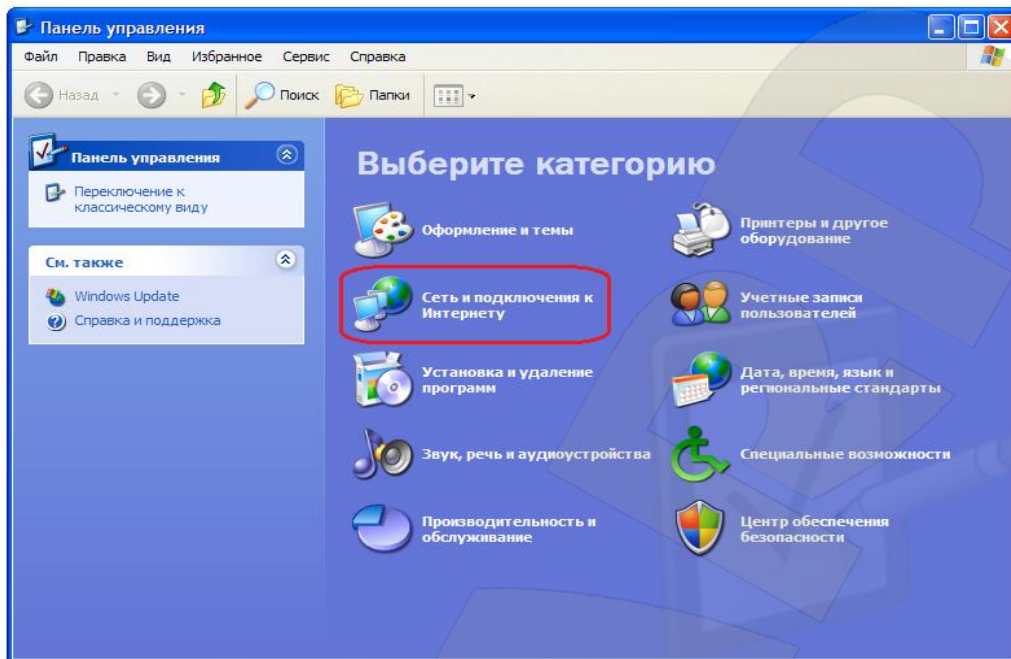 Панель управления
Файл Правка Вид Избранное Сервис Справка
Назад Поиск Папки
Панель управления
Переключение к
классическому виду
См. также
Windows Update
Справка и поддержка
Выберите категорию
Оформление и темы
Принтеры и другое
оборудование
Сеть и подключения к
Интернету
Учетные записи
пользователей
Установка и удаление
программ
Дата, время, язык и
региональные стандарты
Звук, речь и аудиоустройства
Специальные возможности
Производительность и
обслуживание
Центр обеспечения
безопасности